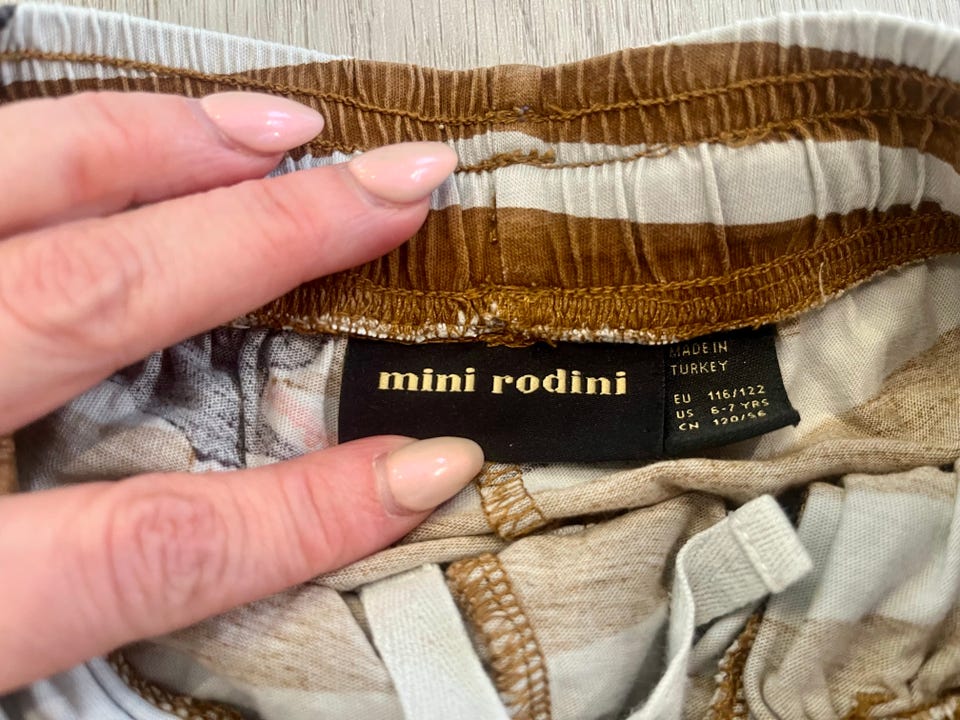 mini rodini
MADE IN
TURKEY
EU 116/122
US 6-7 YRS
CN 120/56